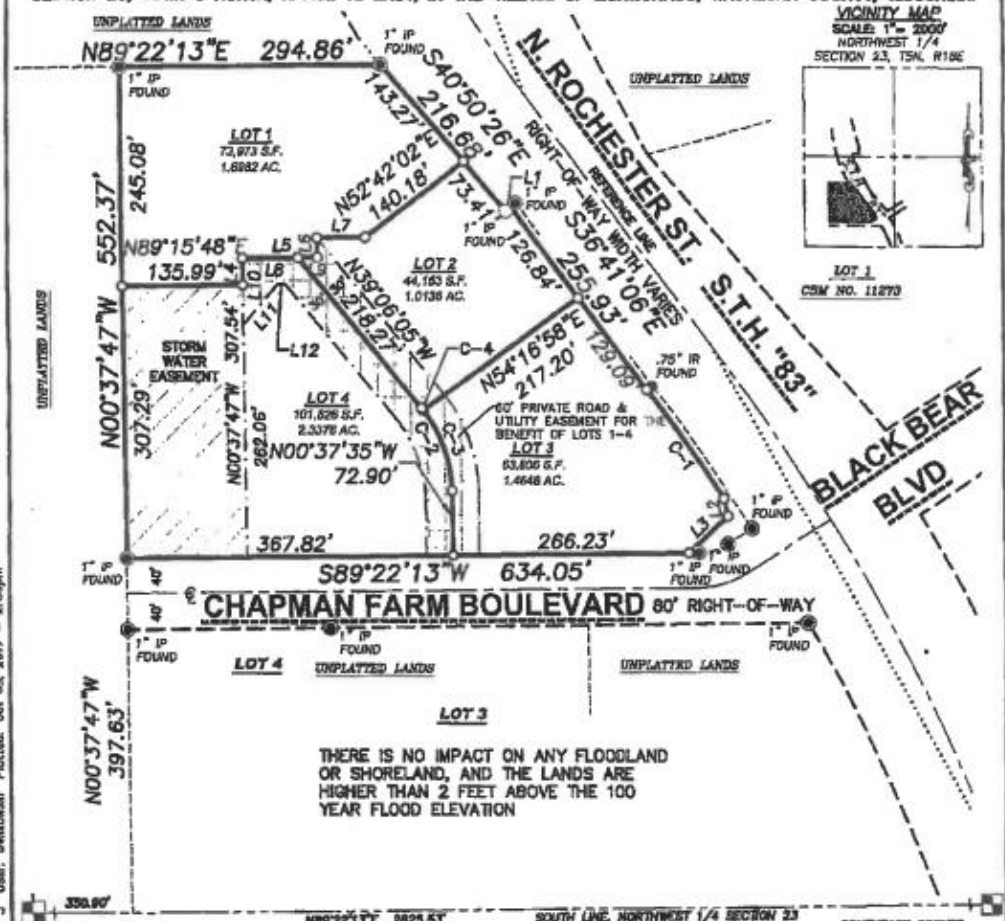 UNPLATTED LANDS
N89°22'13"E 294.86'
1" IP
FOUND
1" IP
FOUND
VICINITY MAP
SCALE: 1"= 2000'
NORTHWEST 1/4
SECTION 23, T5N, R18E
UNPLATTED LANDS
N. ROCHESTER ST. S.T.H. "83"
S40°50'26"E
216.68'
143.27'
73.41'
RIGHT-OF-WAY WIDTH VARIES
REFERENCE LINE
LOT 1
73,973 S.F.
1.6982 AC.
N52°42'02"E
140.18'
L1
1" IP
FOUND
1" IP
FOUND
S36°41'06"E
255.93'
126.84'
129.09'
552.37'
245.08'
N00°37'47"W
N89°15'48"E
135.99'
L4
L5
L6
L7
L8
L11
L12
LOT 2
44,153 S.F.
1.0136 AC.
N39°06'05"W
218.27'
LOT 1
CSM NO. 11273
UNPLATTED LANDS
STORM
WATER
EASEMENT
307.54'
N00°37'47"W
262.06'
307.29'
C-4
N54°16'58"E
217.20'
.75" IR
FOUND
60' PRIVATE ROAD &
UTILITY EASEMENT FOR THE
BENEFIT OF LOTS 1-4
LOT 4
101,826 S.F.
2.3376 AC.
C-2
C-3
C-1
LOT 3
63,806 S.F.
1.4648 AC.
N00°37'35"W
72.90'
BLACK BEAR
BLVD
L2
L3
1" IP
FOUND
1" IP
FOUND
1" IP
FOUND
367.82'
266.23'
1" IP
FOUND
S89°22'13"W 634.05'
40'
40'
CHAPMAN FARM BOULEVARD 80' RIGHT-OF-WAY
1" IP
FOUND
1" IP
FOUND
1" IP
FOUND
LOT 4
UNPLATTED LANDS
UNPLATTED LANDS
LOT 3
N00°37'47"W
397.63'
THERE IS NO IMPACT ON ANY FLOODLAND
OR SHORELAND, AND THE LANDS ARE
HIGHER THAN 2 FEET ABOVE THE 100
YEAR FLOOD ELEVATION
350.90'
SOUTH LINE, NORTHWEST 1/4 SECTION 23